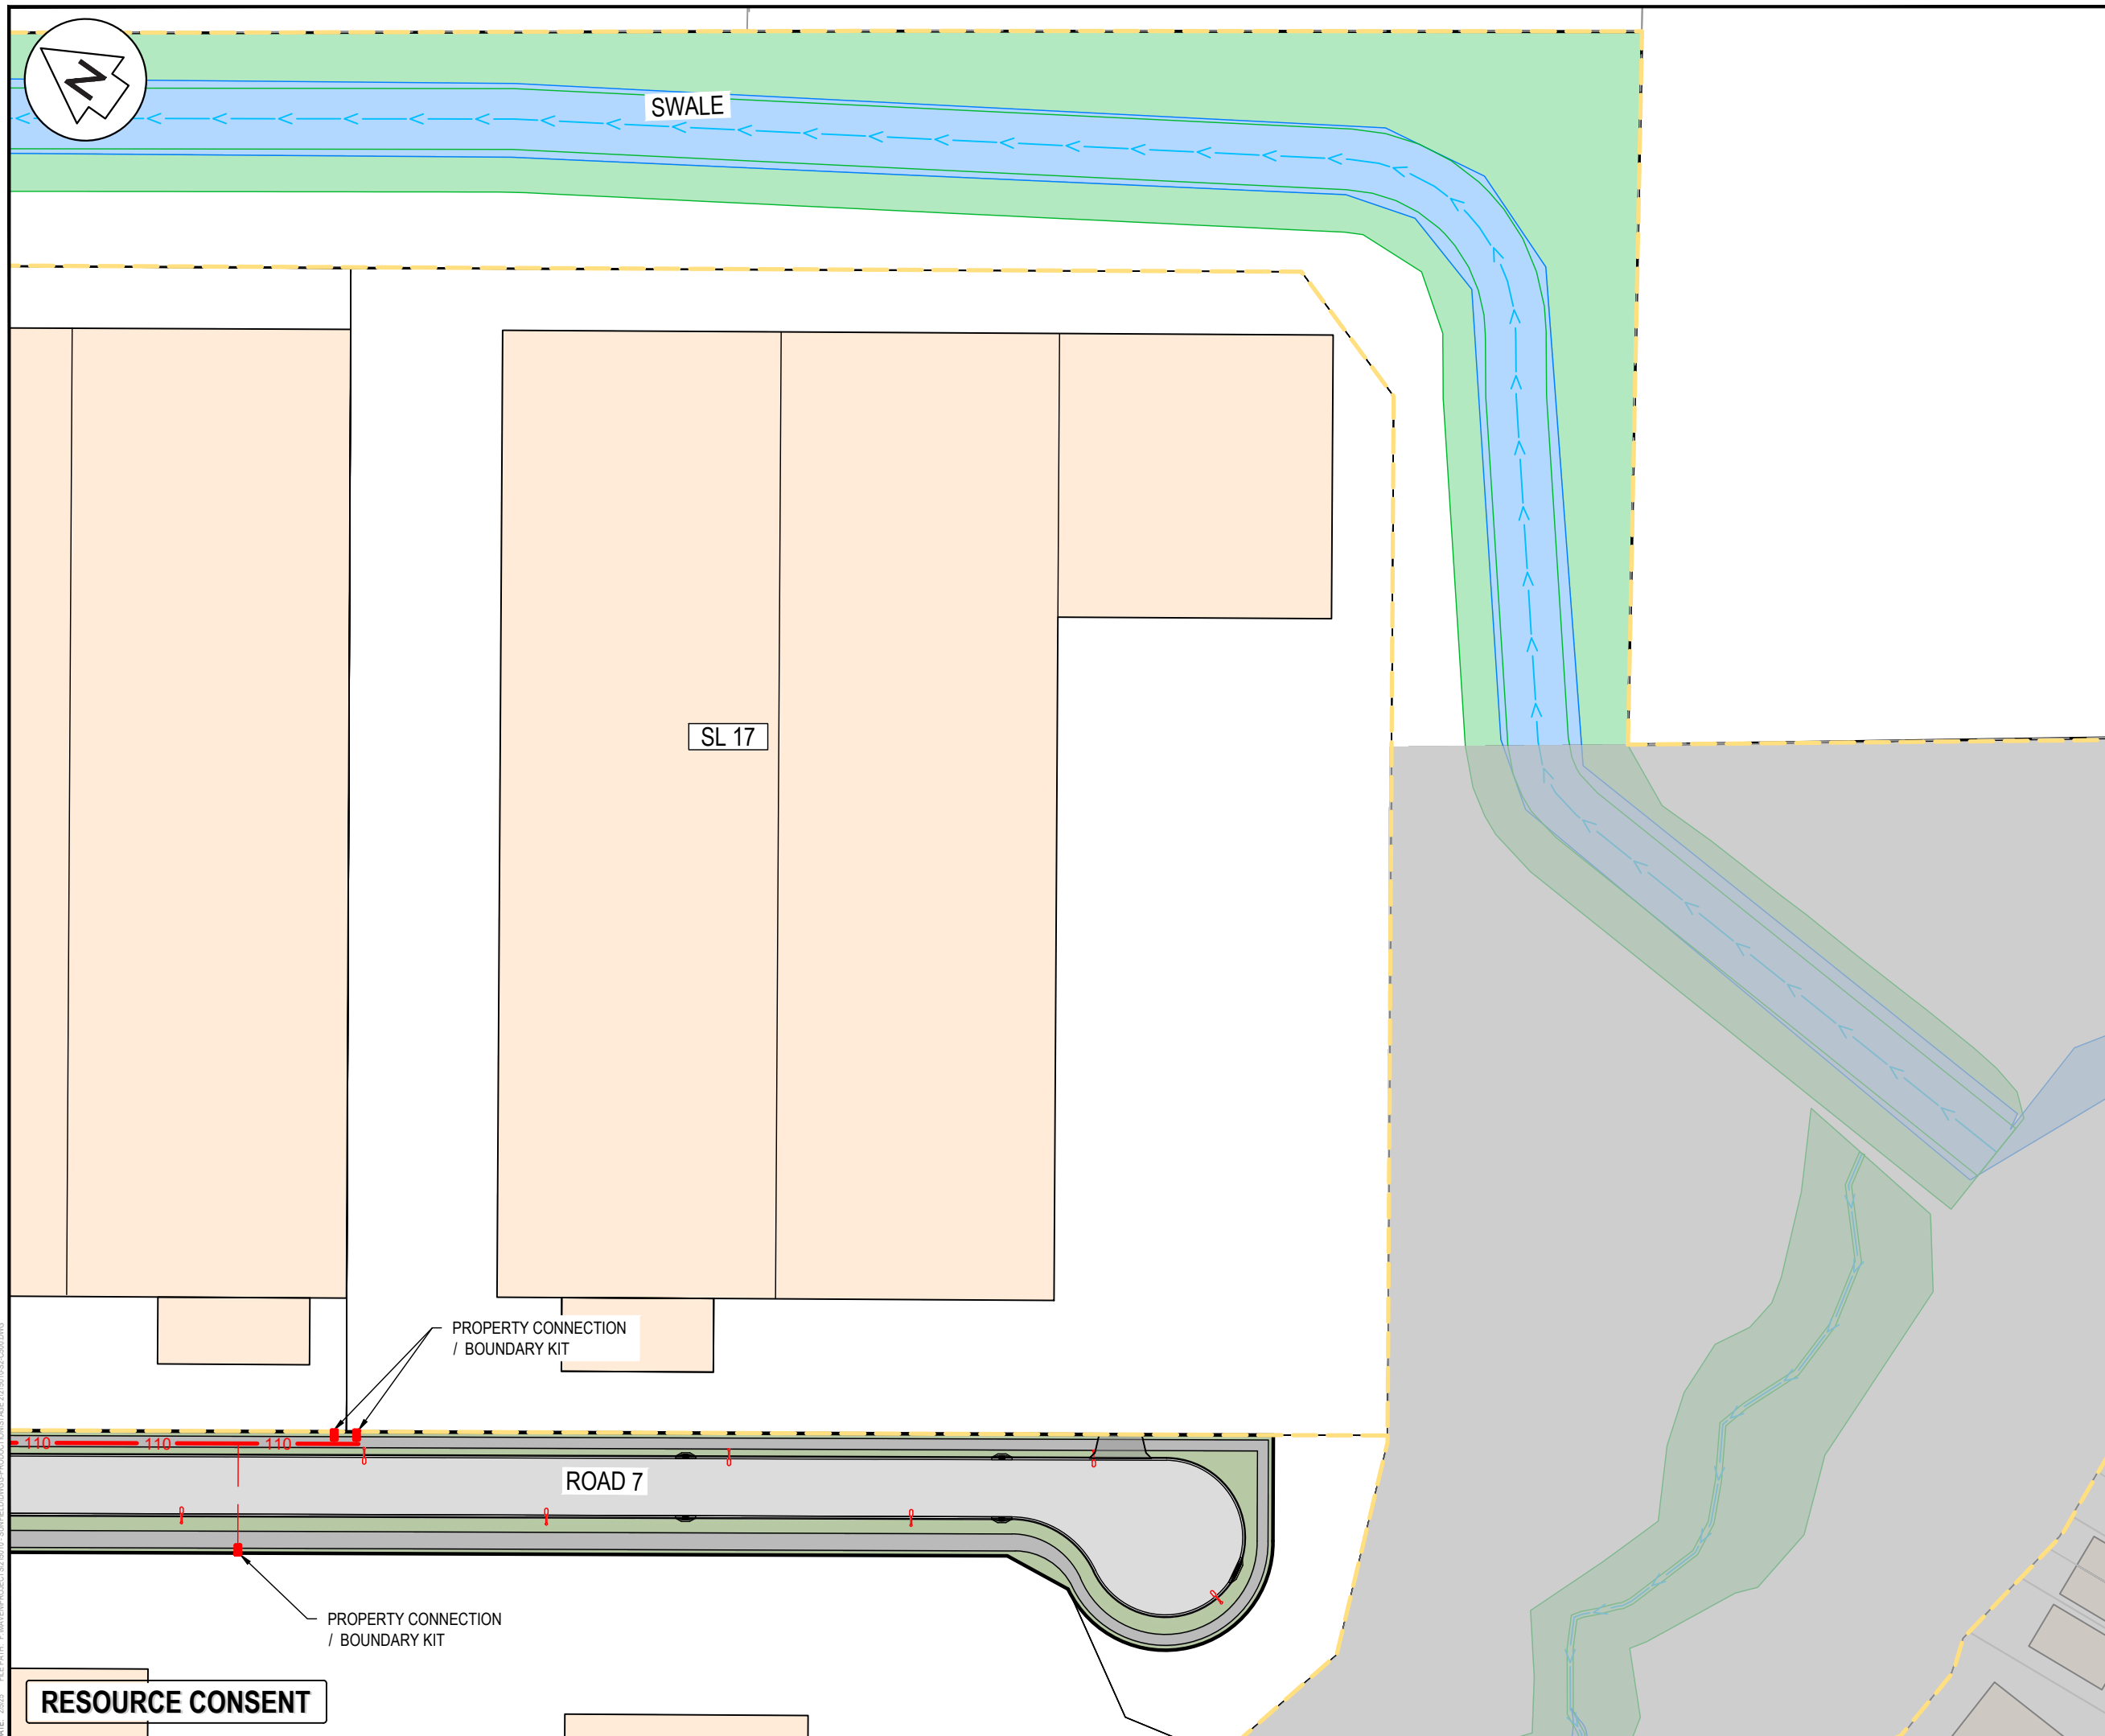 N
SWALE
SL 17
PROPERTY CONNECTION
/ BOUNDARY KIT
110 110 110
ROAD 7
PROPERTY CONNECTION
/ BOUNDARY KIT
RESOURCE CONSENT